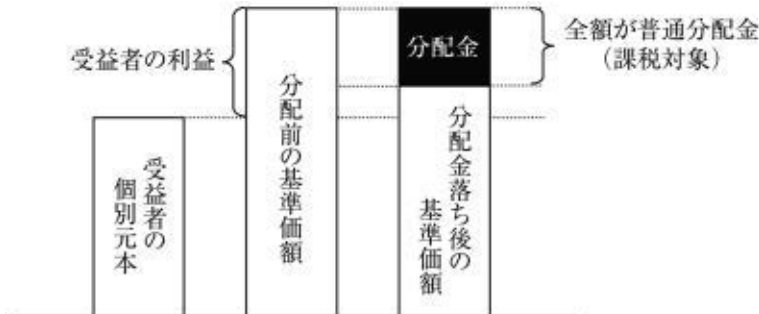 受益者の利益
分配金
全額が普通分配金
（課税対象）
受益者の
個別元本
分配前の基準価額
分配金落ち後の
基準価額